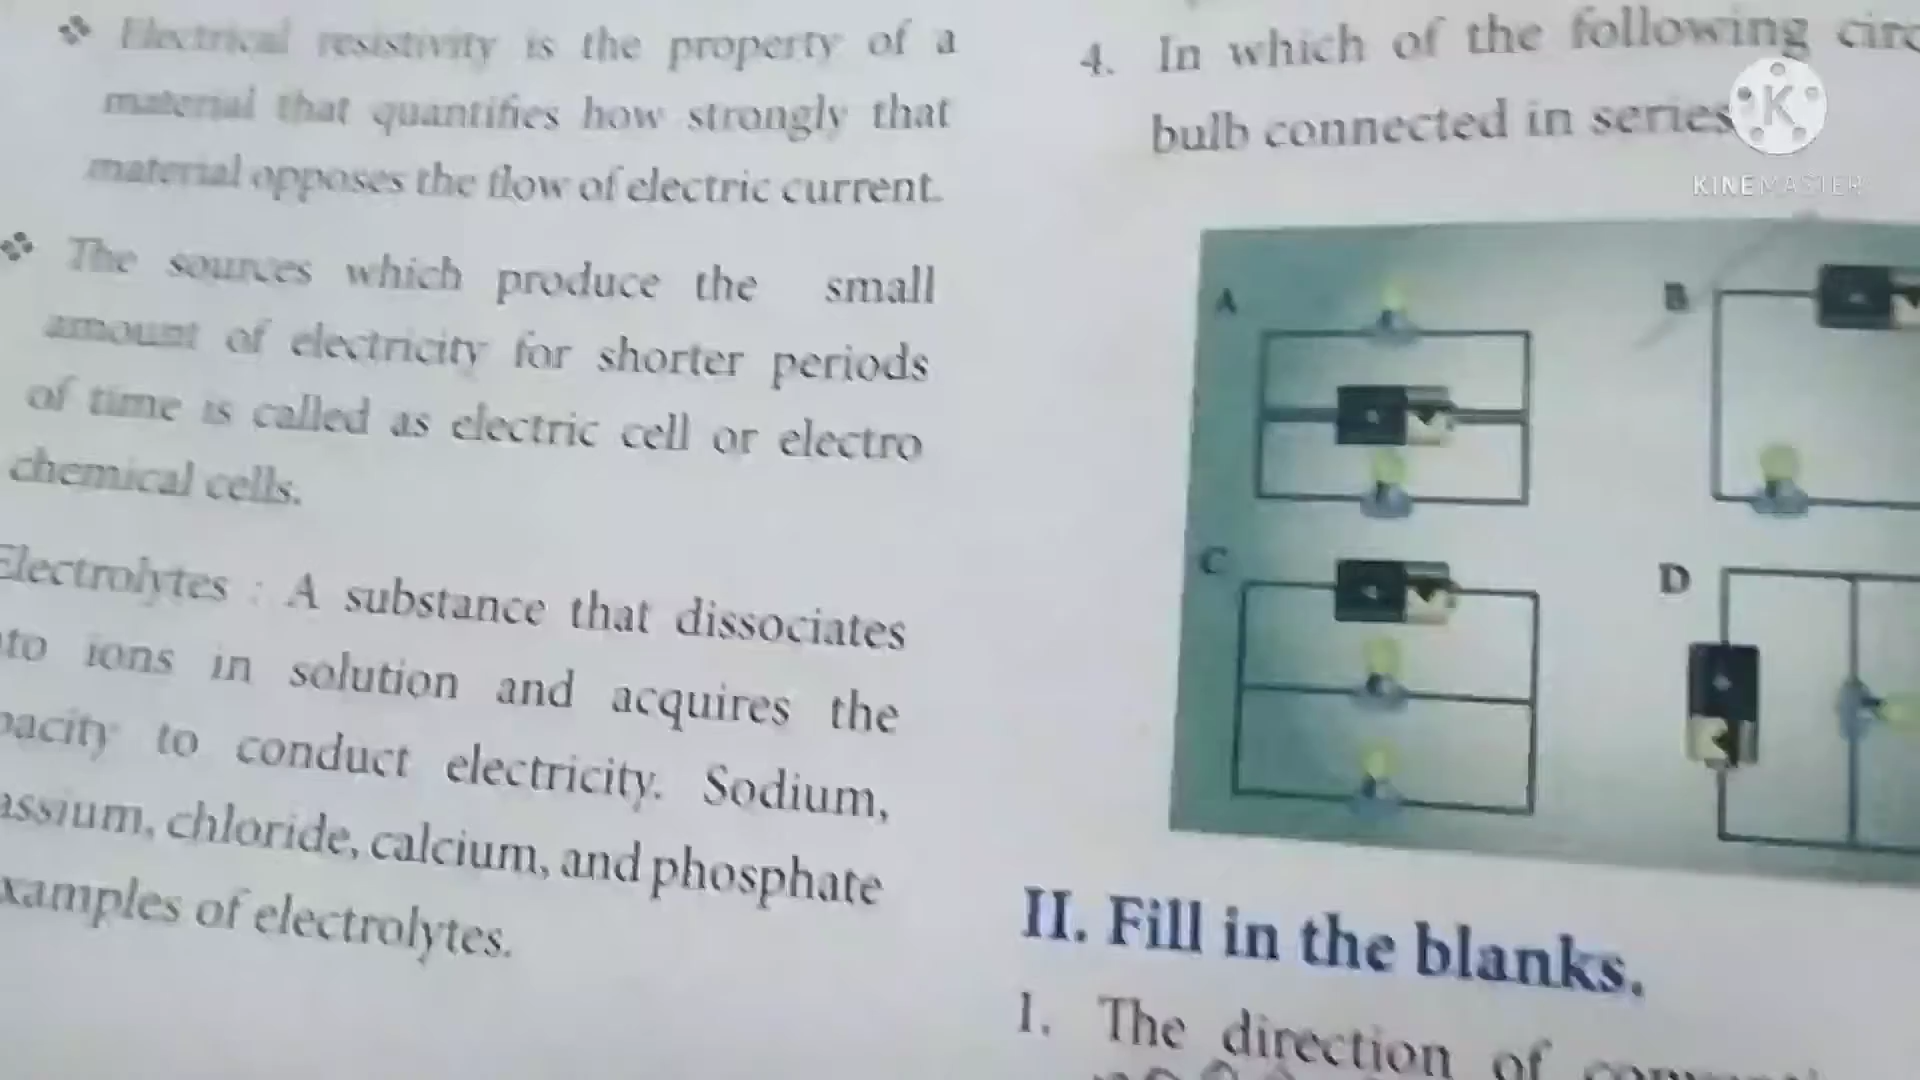 Electrical resistivity is the property of a
material that quantifies how strongly that
material opposes the flow of electric current.
The sources which produce the small
amount of electricity for shorter periods
of time is called as electric cell or electro
chemical cells.
Electrolytes : A substance that dissociates
to ions in solution and acquires the
pacity to conduct electricity. Sodium,
assium, chloride, calcium, and phosphate
xamples of electrolytes.
4. In which of the following circ
bulb connected in series
KINEMASTER
A
B
C
D
II. Fill in the blanks.
1. The direction of